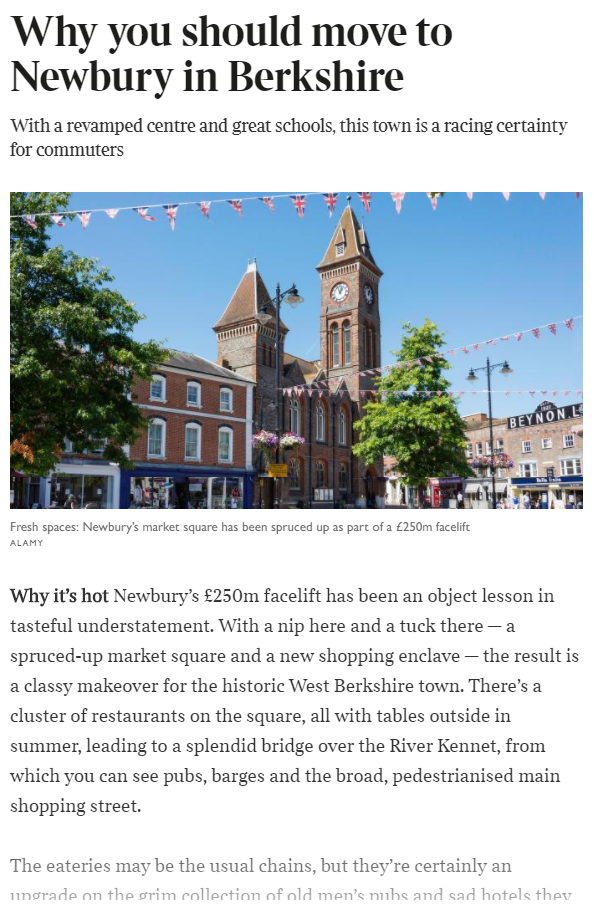 Why you should move to
Newbury in Berkshire
With a revamped centre and great schools, this town is a racing certainty
for commuters
BEYNON L
Fresh spaces: Newbury’s market square has been spruced up as part of a £250m facelift
ALAMY
Why it’s hot Newbury’s £250m facelift has been an object lesson in
tasteful understatement. With a nip here and a tuck there — a
spruced-up market square and a new shopping enclave — the result is
a classy makeover for the historic West Berkshire town. There’s a
cluster of restaurants on the square, all with tables outside in
summer, leading to a splendid bridge over the River Kennet, from
which you can see pubs, barges and the broad, pedestrianised main
shopping street.
The eateries may be the usual chains, but they’re certainly an
upgrade on the grim collection of old men’s pubs and sad hotels they